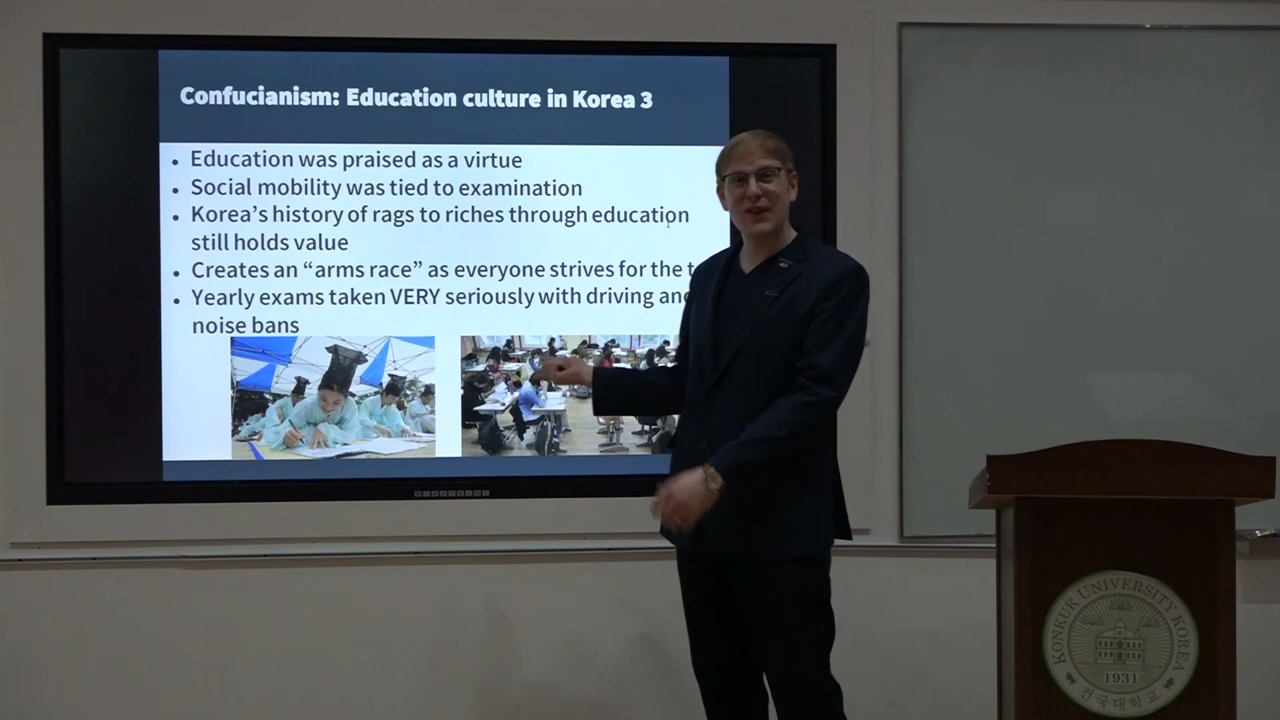 Confucianism: Education culture in Korea 3
• Education was praised as a virtue
• Social mobility was tied to examination
• Korea’s history of rags to riches through education
still holds value
• Creates an “arms race” as everyone strives for the
• Yearly exams taken VERY seriously with driving and
noise bans
KONKUK UNIVERSITY KOREA
1931
건국대학교